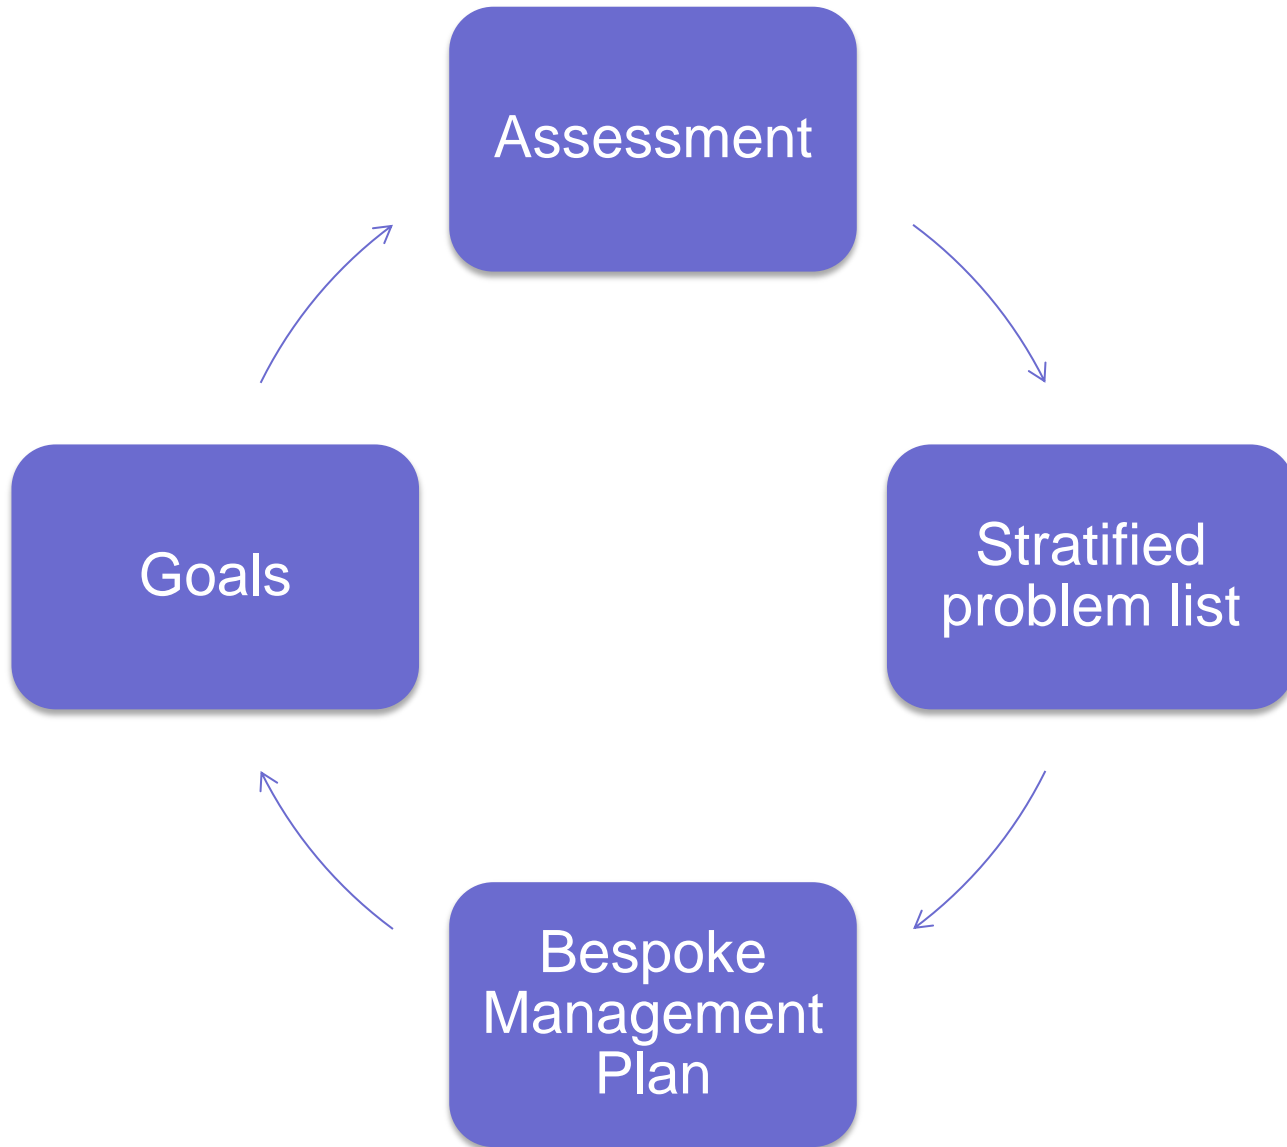 Assessment
Stratified
problem list
Bespoke
Management
Plan
Goals